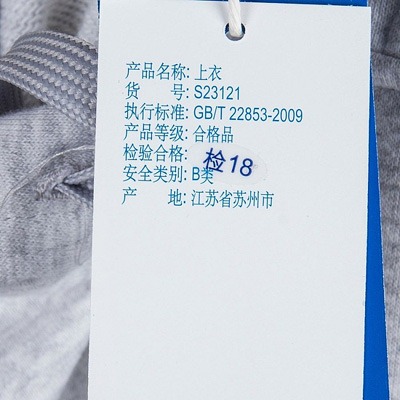 产品名称: 上衣
货 号: S23121
执行标准: GB/T 22853-2009
产品等级: 合格品
检验合格: 检18
安全类别: B类
产 地: 江苏省苏州市